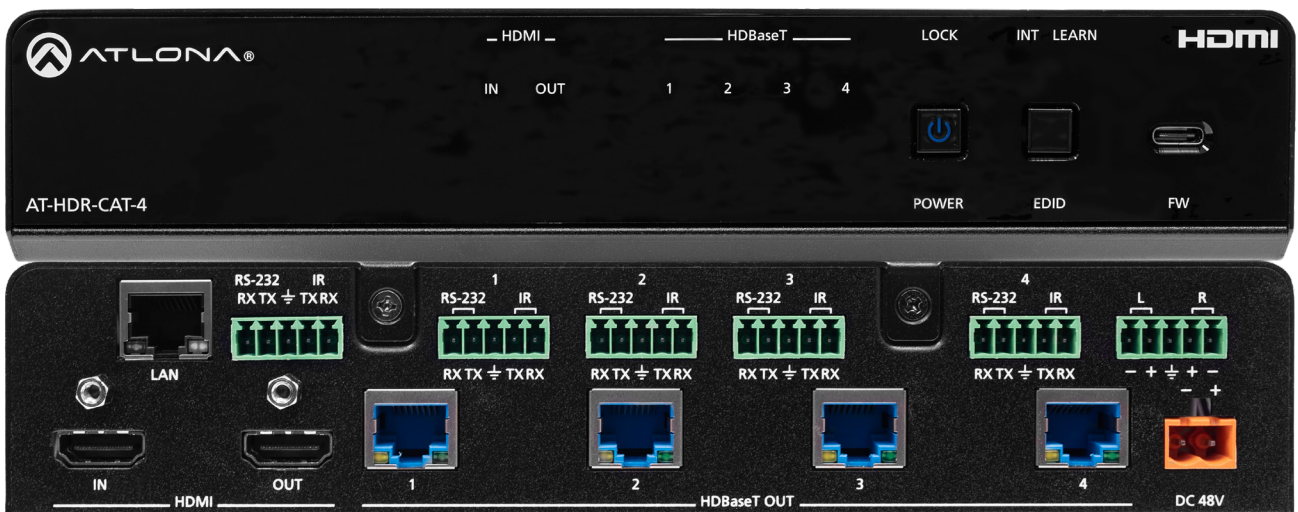 ATLONA®
HDMI
HDBaseT
LOCK
INT LEARN
HDMI
IN OUT
1 2 3 4
AT-HDR-CAT-4
POWER
EDID
FW
RS-232 IR
RX TX TX RX
LAN
1
RS-232 IR
RX TX TX RX
2
RS-232 IR
RX TX TX RX
3
RS-232 IR
RX TX TX RX
4
RS-232 IR
RX TX TX RX
L R
- + + -
- +
IN OUT
HDMI
1 2 3 4
HDBaseT OUT
DC 48V